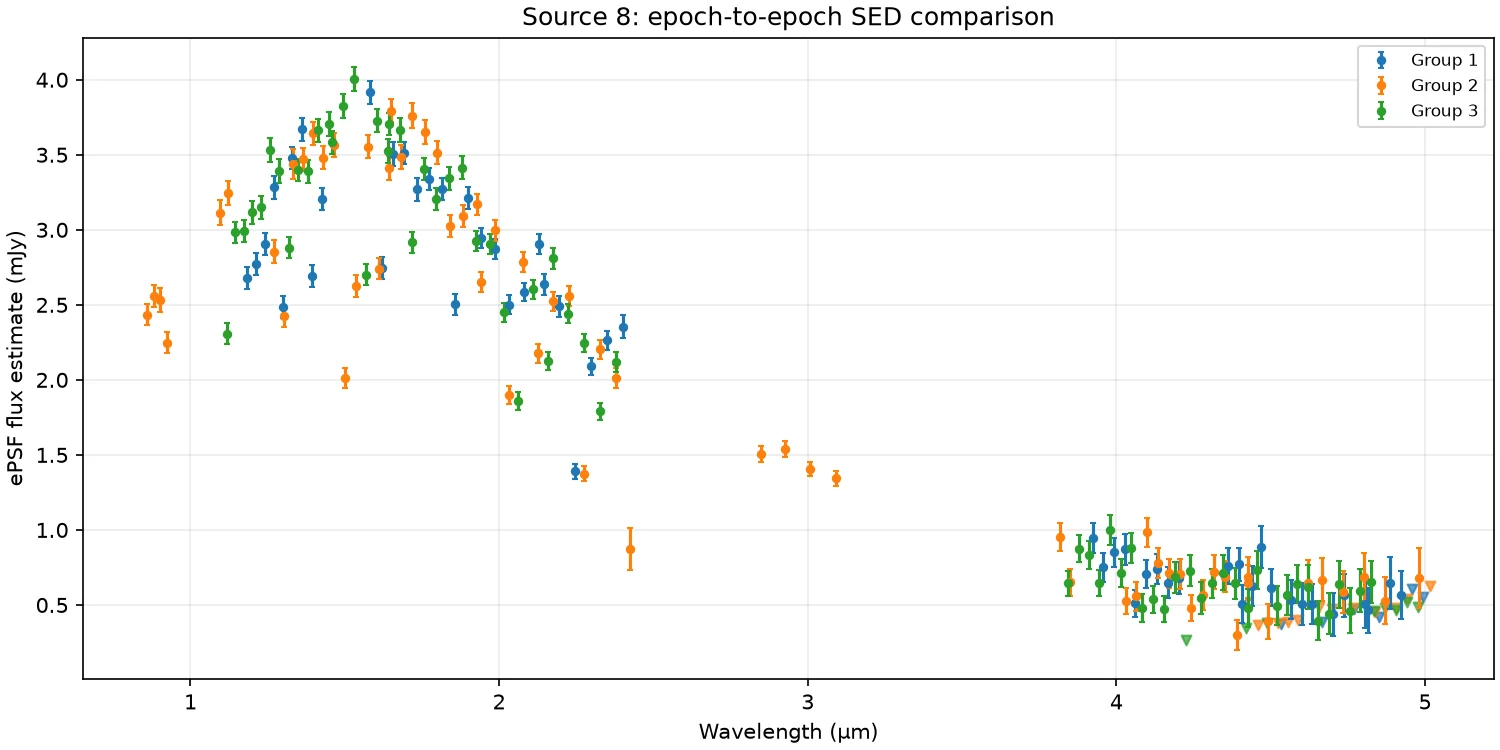 Source 8: epoch-to-epoch SED comparison
Group 1
Group 2
Group 3
ePSF flux estimate (mJy)
4.0
3.5
3.0
2.5
2.0
1.5
1.0
0.5
1 2 3 4 5
Wavelength (µm)